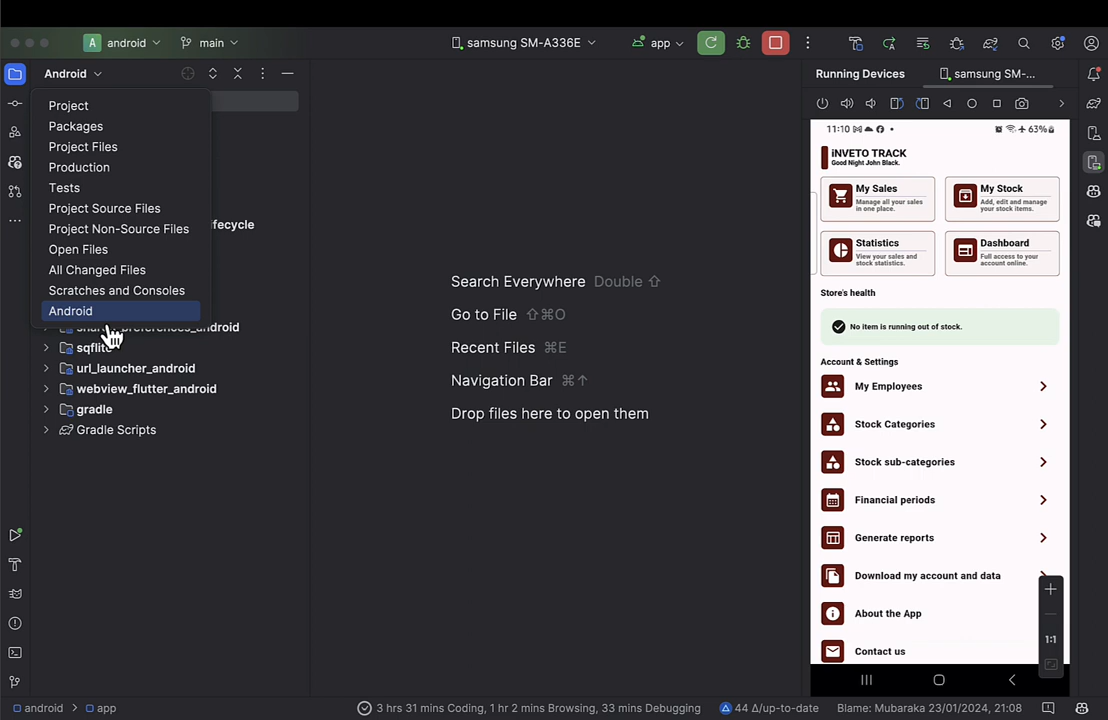 A android main samsung SM-A336E app
Android
Project
Packages
Project Files
Production
Tests
Project Source Files
Project Non-Source Files
Open Files
All Changed Files
Scratches and Consoles
Android
ifecycle
shared_preferences_android
sqflite
url_launcher_android
webview_flutter_android
gradle
Gradle Scripts
Search Everywhere Double ⇧
Go to File ⇧⌘O
Recent Files ⌘E
Navigation Bar ⌘↑
Drop files here to open them
Running Devices samsung SM-...
11:10 63%
iNVETO TRACK
Good Night John Black.
My Sales
Manage all your sales
in one place.
My Stock
Add, edit and manage
your stock items.
Statistics
View your sales and
stock statistics.
Dashboard
Full access to your
account online.
Store's health
No item is running out of stock.
Account & Settings
My Employees
Stock Categories
Stock sub-categories
Financial periods
Generate reports
Download my account and data
About the App
Contact us
1:1
android app
3 hrs 31 mins Coding, 1 hr 2 mins Browsing, 33 mins Debugging
44 Δ/up-to-date
Blame: Mubaraka 23/01/2024, 21:08